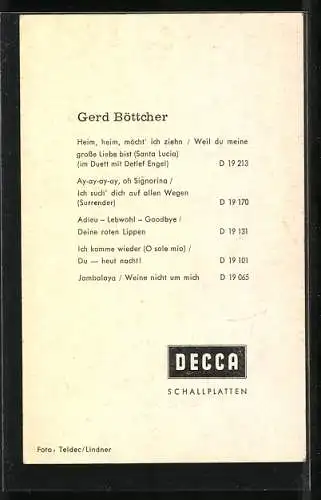 Gerd Böttcher
Heim, heim, möcht' ich ziehn / Weil du meine
große Liebe bist (Santa Lucia)
(im Duett mit Detlef Engel) D 19 213
Ay-ay-ay-ay, oh Signorina /
Ich such' dich auf allen Wegen
(Surrender) D 19 170
Adieu – Lebwohl – Goodbye /
Deine roten Lippen D 19 131
Ich komme wieder (O sole mio) /
Du — heut nacht! D 19 101
Jambalaya / Weine nicht um mich D 19 065
DECCA
SCHALLPLATTEN
Foto: Teldec/Lindner